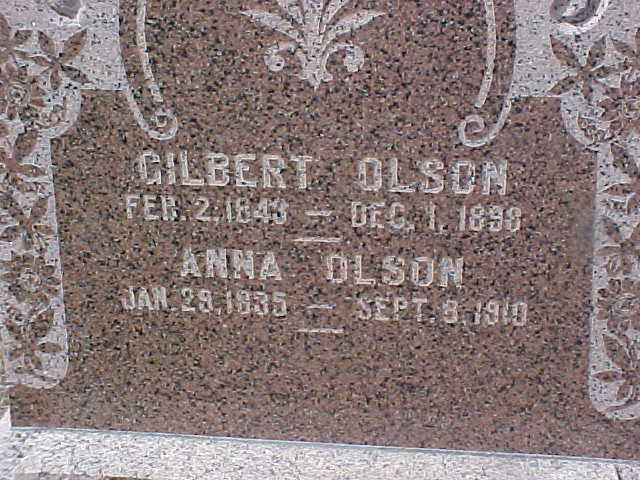 GILBERT OLSON
FEB. 2, 1843 — DEC. 1, 1898
ANNA OLSON
JAN. 28, 1835 — SEPT. 8, 1910